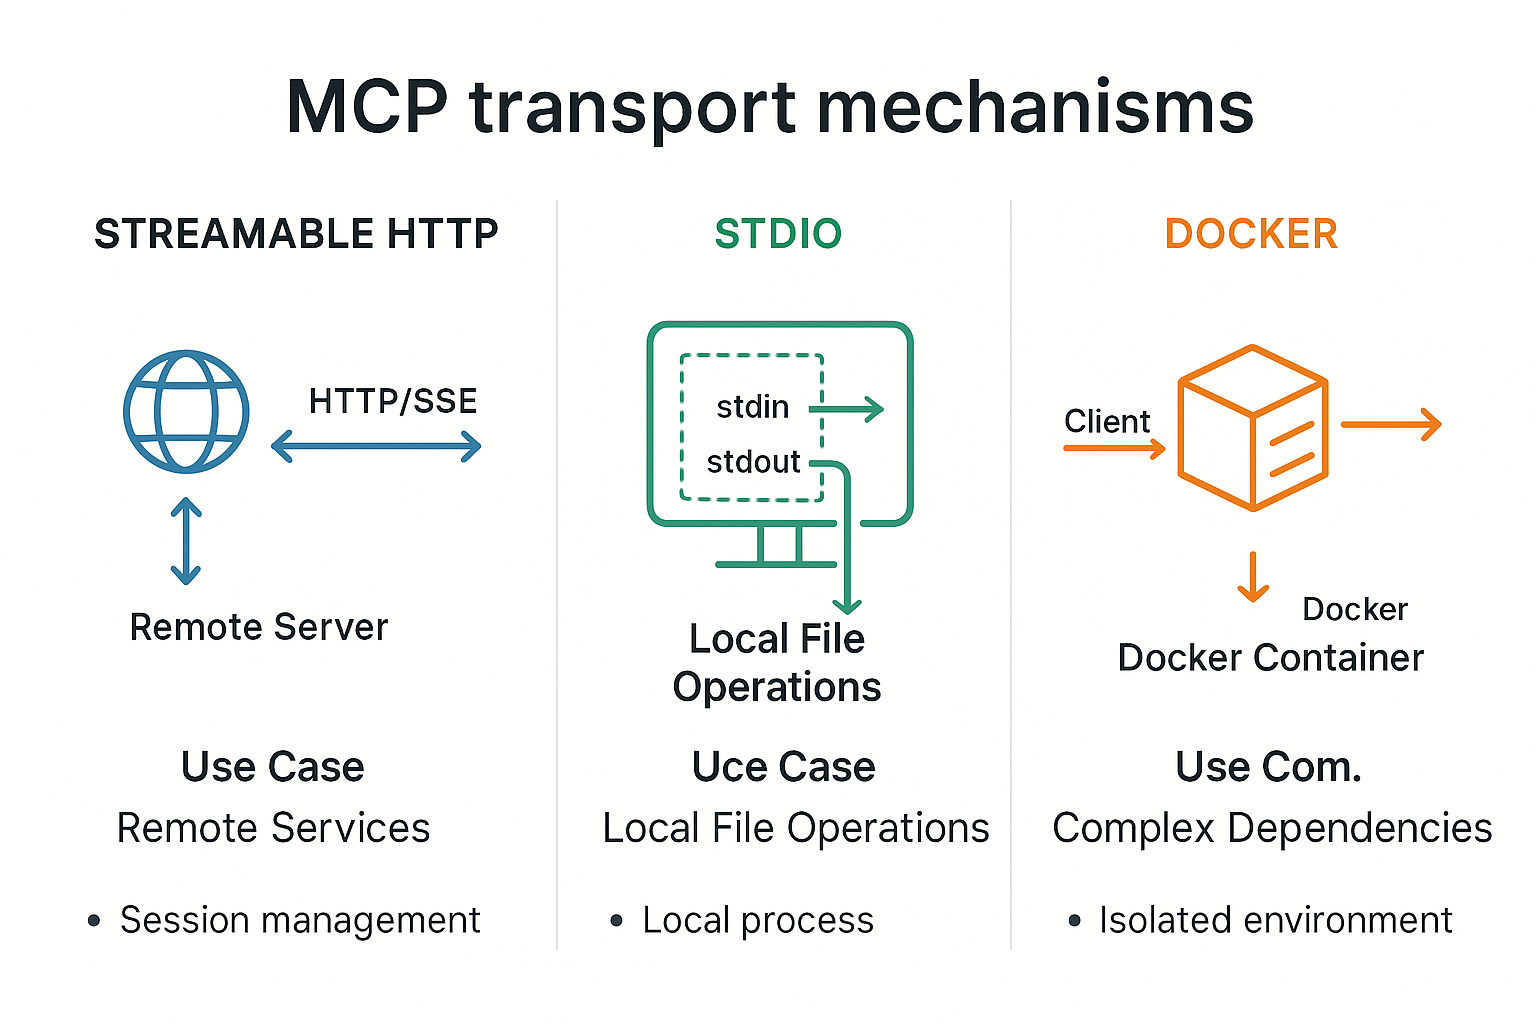 MCP transport mechanisms
STREAMABLE HTTP
HTTP/SSE
Remote Server
Use Case
Remote Services
• Session management
STDIO
stdin
stdout
Local File
Operations
Uce Case
Local File Operations
• Local process
DOCKER
Client
Docker
Docker Container
Use Com.
Complex Dependencies
• Isolated environment